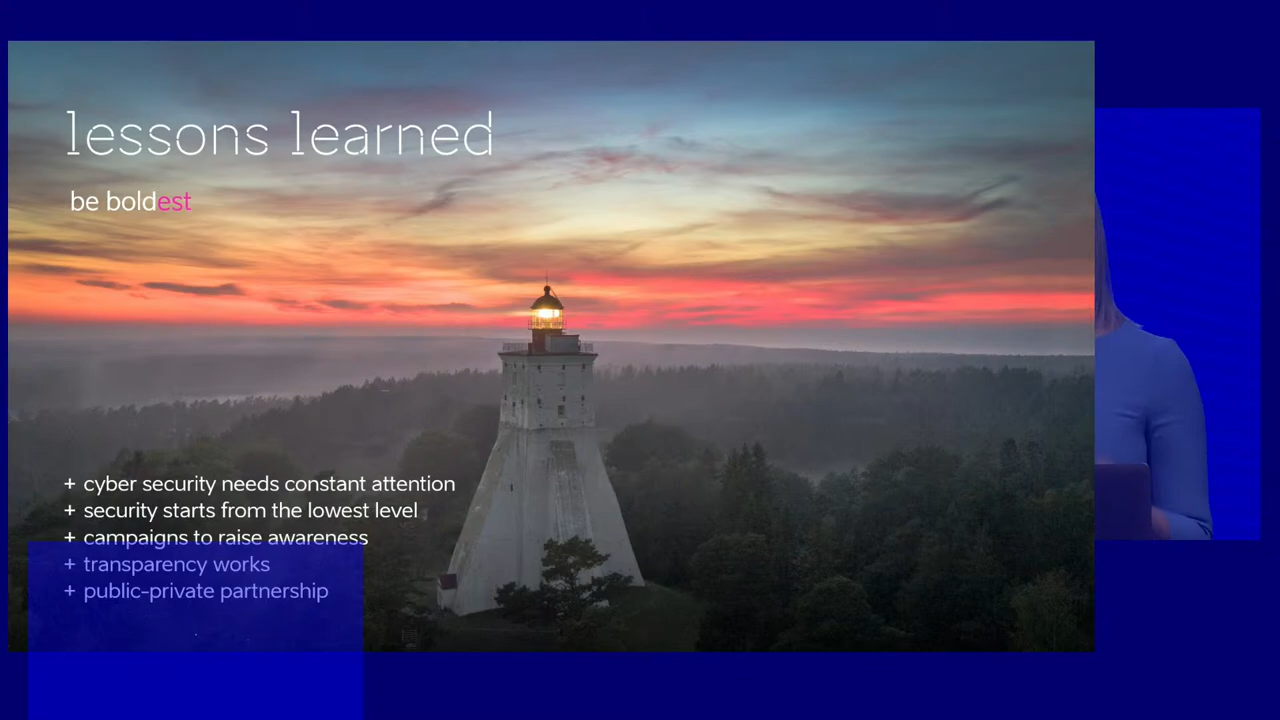 lessons learned
be boldest
+ cyber security needs constant attention
+ security starts from the lowest level
+ campaigns to raise awareness
+ transparency works
+ public-private partnership